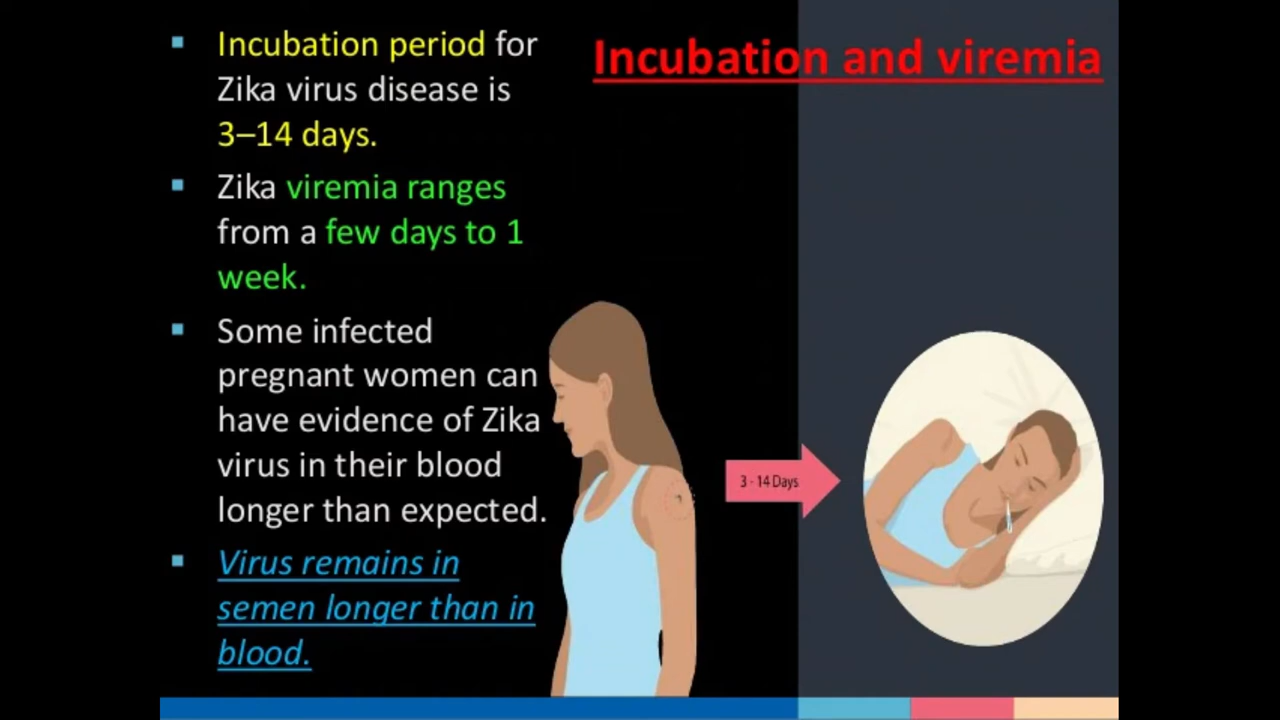 Incubation and viremia
Incubation period for
Zika virus disease is
3–14 days.
Zika viremia ranges
from a few days to 1
week.
Some infected
pregnant women can
have evidence of Zika
virus in their blood
longer than expected.
Virus remains in
semen longer than in
blood.
3 - 14 Days